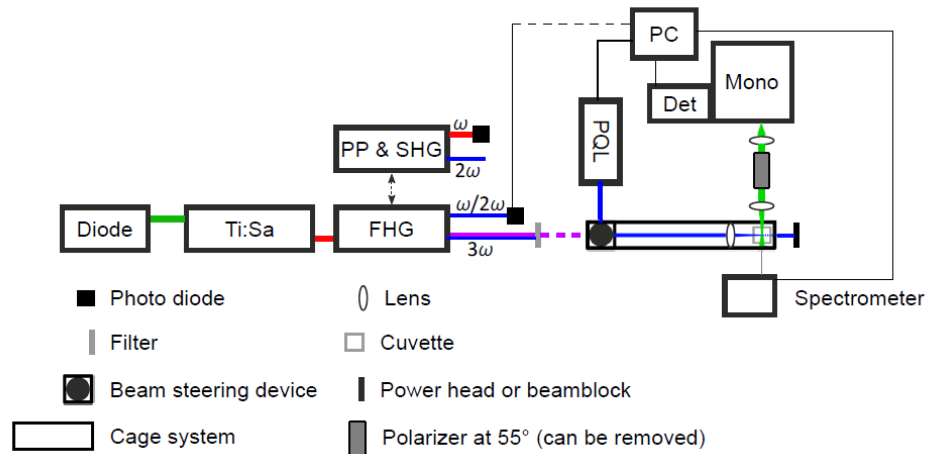 PC
Mono
Det
PQL
PP & SHG
ω
2ω
Diode
Ti:Sa
FHG
ω/2ω
3ω
Spectrometer
Photo diode
Lens
Filter
Cuvette
Beam steering device
Power head or beamblock
Cage system
Polarizer at 55° (can be removed)